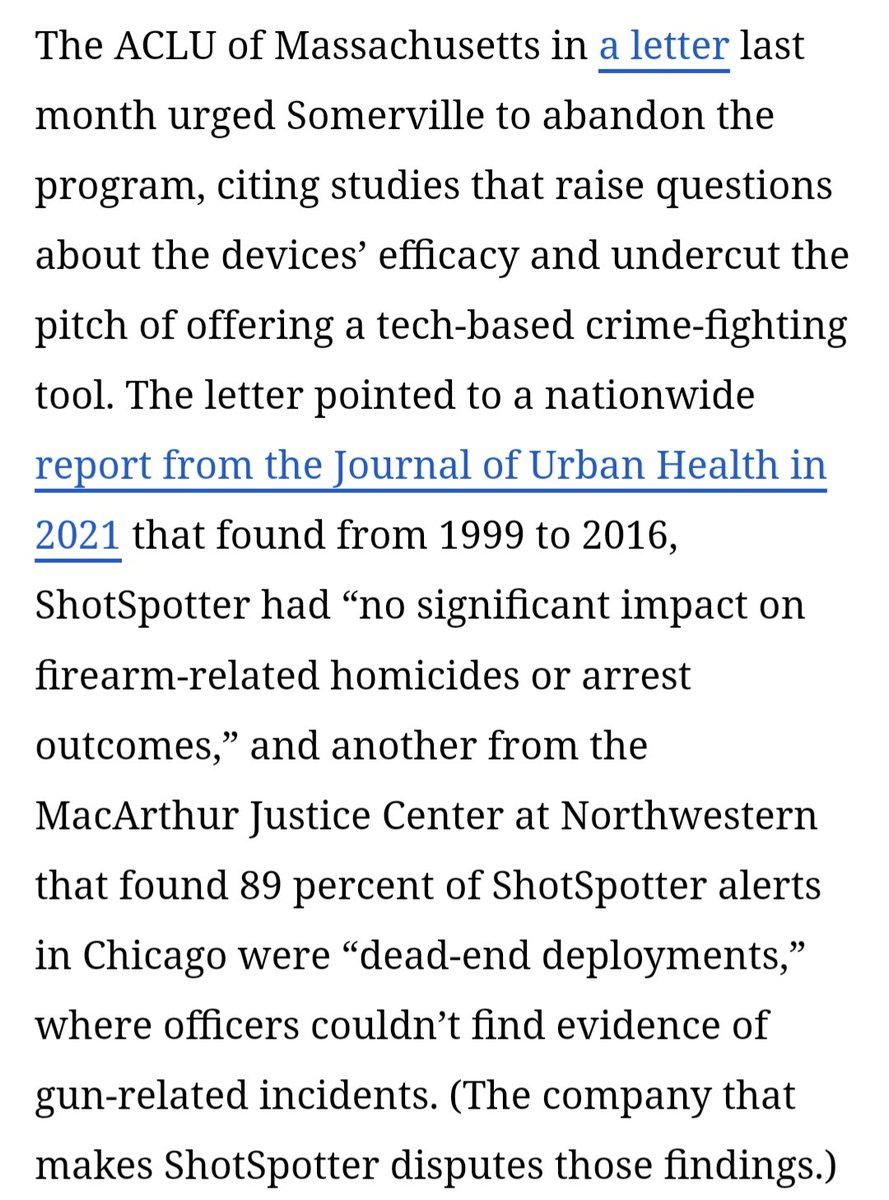 The ACLU of Massachusetts in a letter last
month urged Somerville to abandon the
program, citing studies that raise questions
about the devices’ efficacy and undercut the
pitch of offering a tech-based crime-fighting
tool. The letter pointed to a nationwide
report from the Journal of Urban Health in
2021 that found from 1999 to 2016,
ShotSpotter had “no significant impact on
firearm-related homicides or arrest
outcomes,” and another from the
MacArthur Justice Center at Northwestern
that found 89 percent of ShotSpotter alerts
in Chicago were “dead-end deployments,”
where officers couldn’t find evidence of
gun-related incidents. (The company that
makes ShotSpotter disputes those findings.)